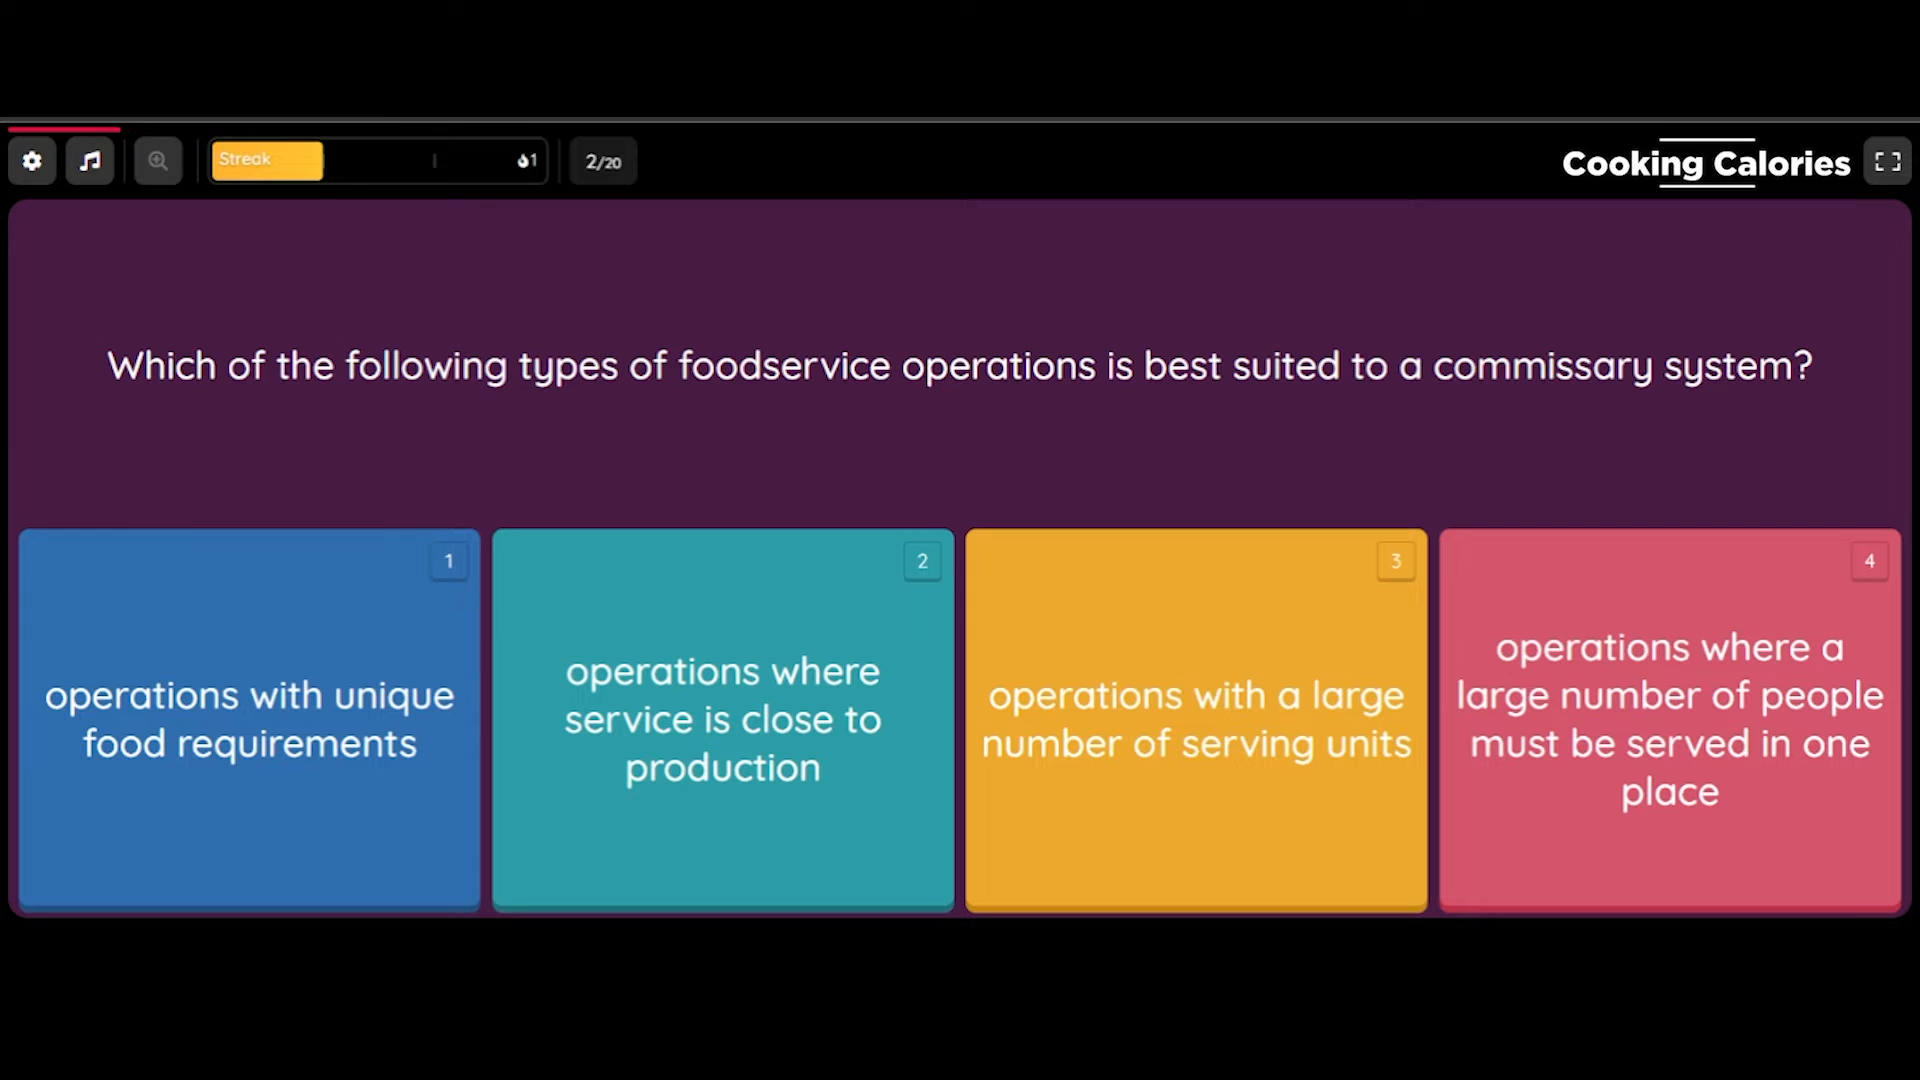 Streak
1
2/20
Cooking Calories
Which of the following types of foodservice operations is best suited to a commissary system?
1
operations with unique
food requirements
2
operations where
service is close to
production
3
operations with a large
number of serving units
4
operations where a
large number of people
must be served in one
place